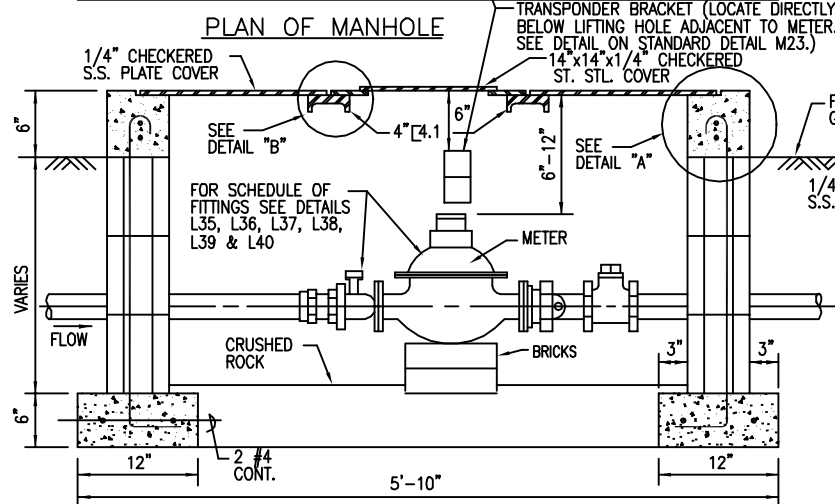 PLAN OF MANHOLE
TRANSPONDER BRACKET (LOCATE DIRECTLY
BELOW LIFTING HOLE ADJACENT TO METER.
SEE DETAIL ON STANDARD DETAIL M23.)
1/4" CHECKERED
S.S. PLATE COVER
14"x14"x1/4" CHECKERED
ST. STL. COVER
6"
SEE
DETAIL "B"
4"[4.1
6"
6"-12"
SEE
DETAIL "A"
1/4
S.S.
FOR SCHEDULE OF
FITTINGS SEE DETAILS
L35, L36, L37, L38,
L39 & L40
METER
VARIES
FLOW
CRUSHED
ROCK
BRICKS
3"
3"
6"
2 #4
CONT.
12"
12"
5'-10"